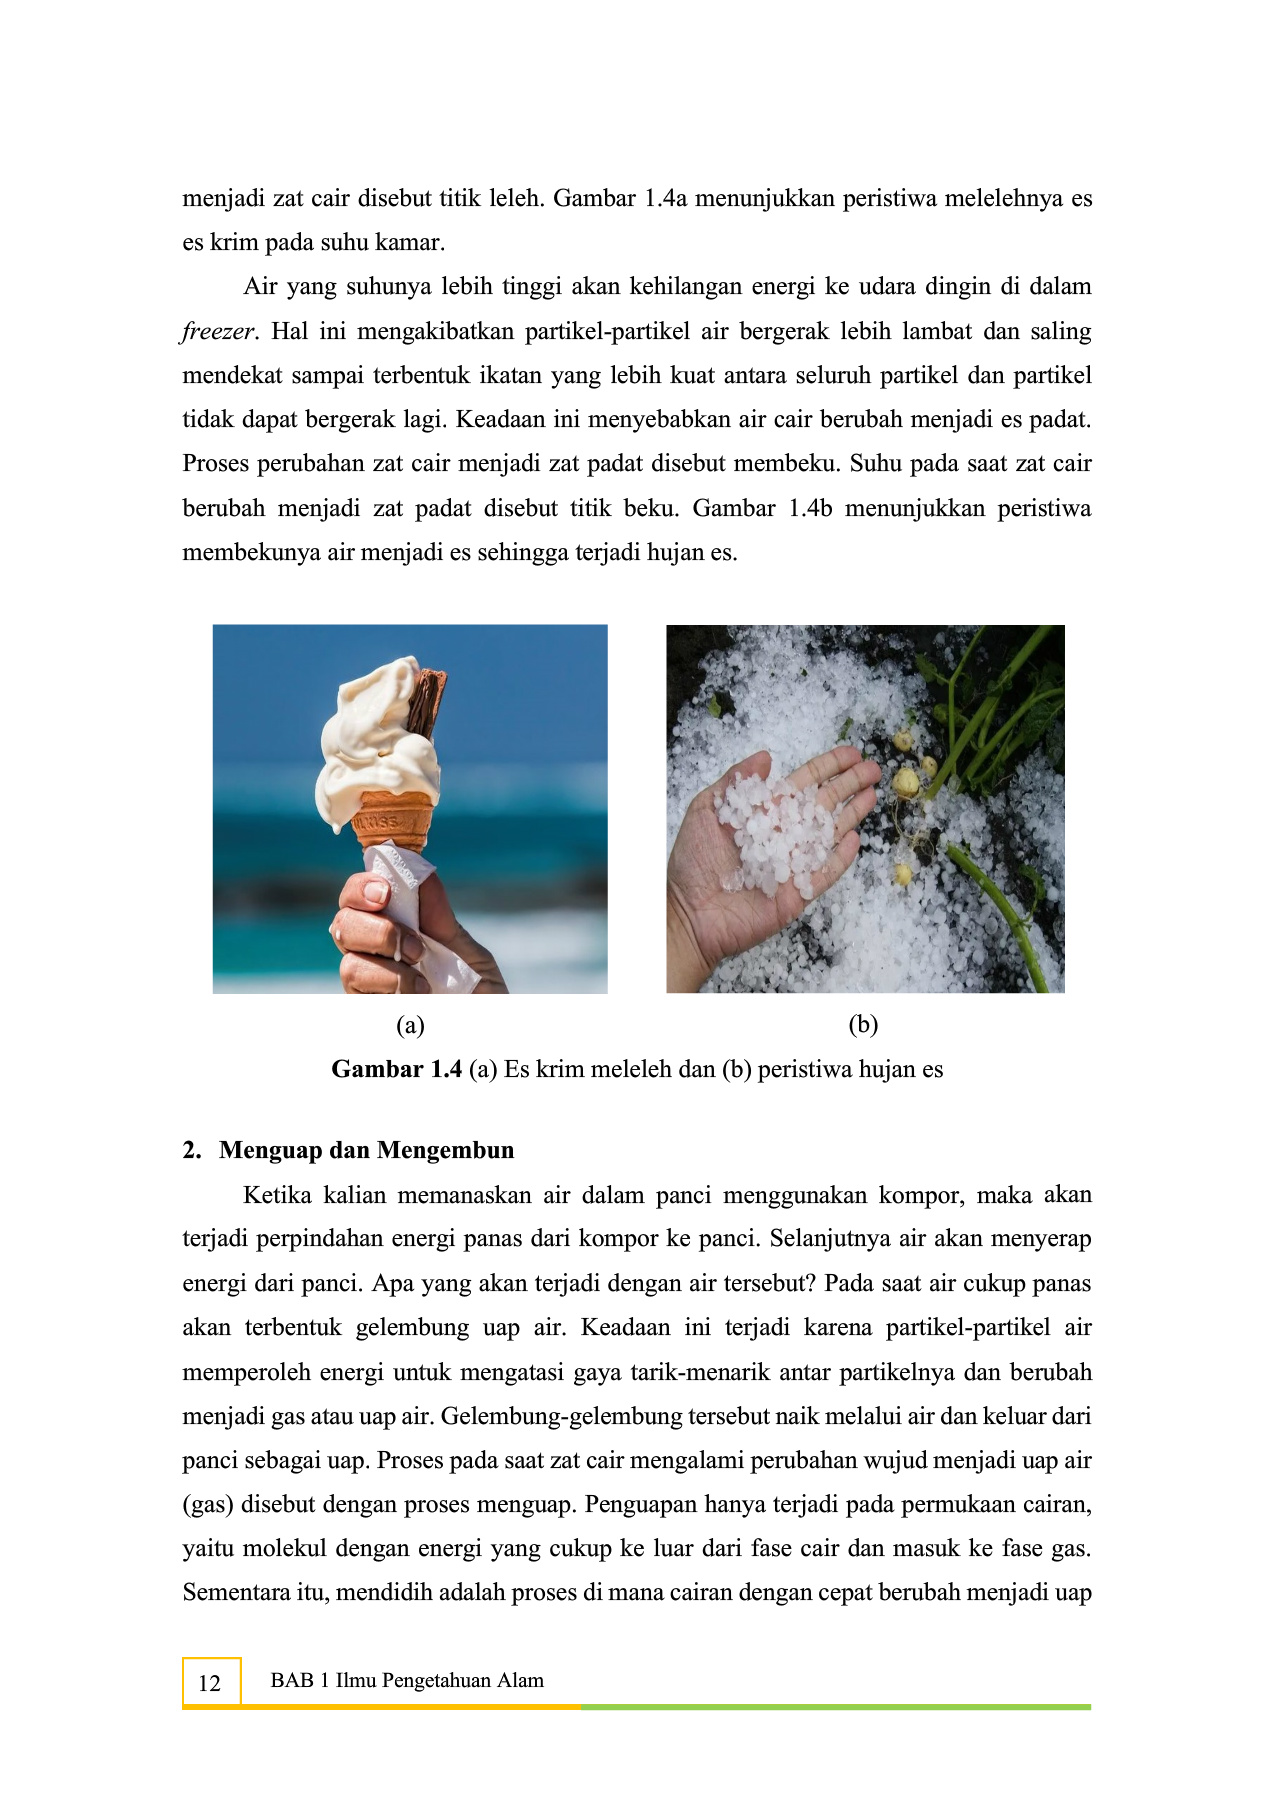 menjadi zat cair disebut titik leleh. Gambar 1.4a menunjukkan peristiwa melelehnya es
es krim pada suhu kamar.
Air yang suhunya lebih tinggi akan kehilangan energi ke udara dingin di dalam
freezer. Hal ini mengakibatkan partikel-partikel air bergerak lebih lambat dan saling
mendekat sampai terbentuk ikatan yang lebih kuat antara seluruh partikel dan partikel
tidak dapat bergerak lagi. Keadaan ini menyebabkan air cair berubah menjadi es padat.
Proses perubahan zat cair menjadi zat padat disebut membeku. Suhu pada saat zat cair
berubah menjadi zat padat disebut titik beku. Gambar 1.4b menunjukkan peristiwa
membekunya air menjadi es sehingga terjadi hujan es.
(a)
(b)
Gambar 1.4 (a) Es krim meleleh dan (b) peristiwa hujan es
2. Menguap dan Mengembun
Ketika kalian memanaskan air dalam panci menggunakan kompor, maka akan
terjadi perpindahan energi panas dari kompor ke panci. Selanjutnya air akan menyerap
energi dari panci. Apa yang akan terjadi dengan air tersebut? Pada saat air cukup panas
akan terbentuk gelembung uap air. Keadaan ini terjadi karena partikel-partikel air
memperoleh energi untuk mengatasi gaya tarik-menarik antar partikelnya dan berubah
menjadi gas atau uap air. Gelembung-gelembung tersebut naik melalui air dan keluar dari
panci sebagai uap. Proses pada saat zat cair mengalami perubahan wujud menjadi uap air
(gas) disebut dengan proses menguap. Penguapan hanya terjadi pada permukaan cairan,
yaitu molekul dengan energi yang cukup ke luar dari fase cair dan masuk ke fase gas.
Sementara itu, mendidih adalah proses di mana cairan dengan cepat berubah menjadi uap
12 BAB 1 Ilmu Pengetahuan Alam